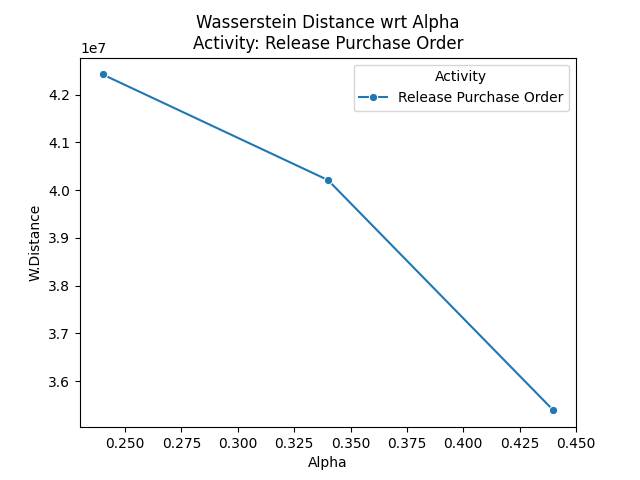 Wasserstein Distance wrt Alpha
Activity: Release Purchase Order
1e7
Activity
Release Purchase Order
4.2
4.1
4.0
3.9
3.8
3.7
3.6
W.Distance
0.250 0.275 0.300 0.325 0.350 0.375 0.400 0.425 0.450
Alpha